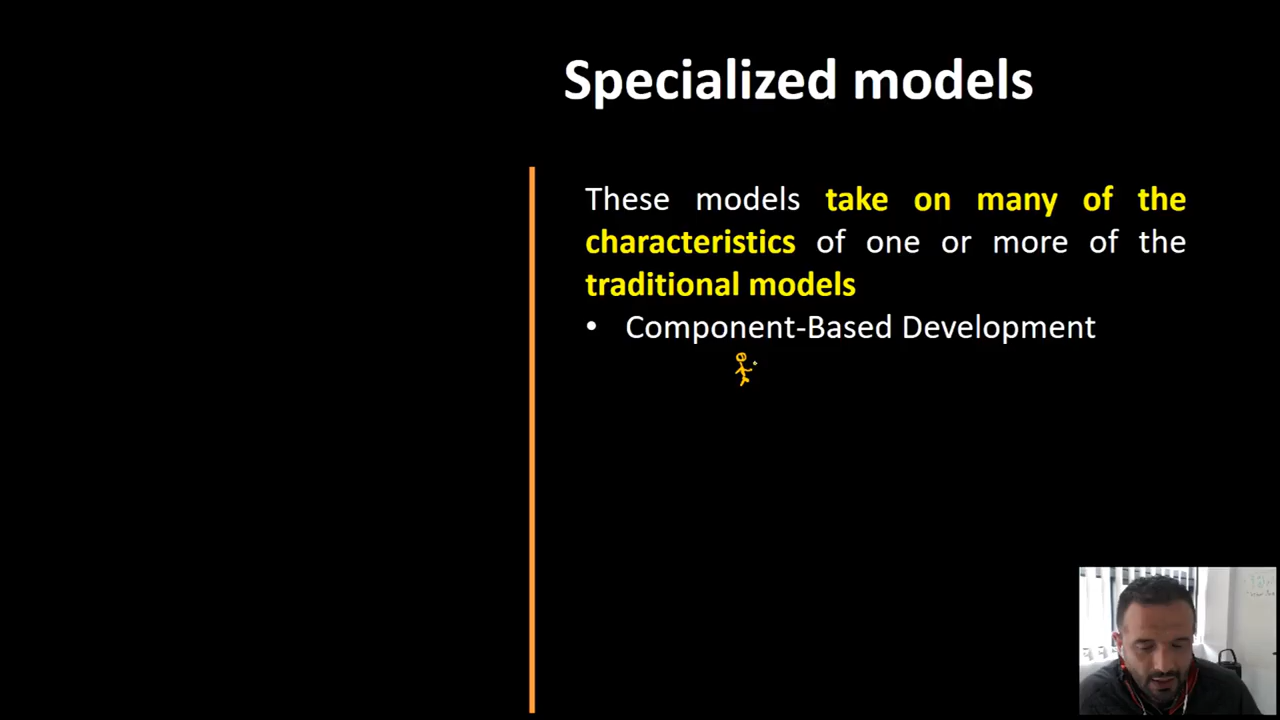 Specialized models
These models take on many of the
characteristics of one or more of the
traditional models
• Component-Based Development